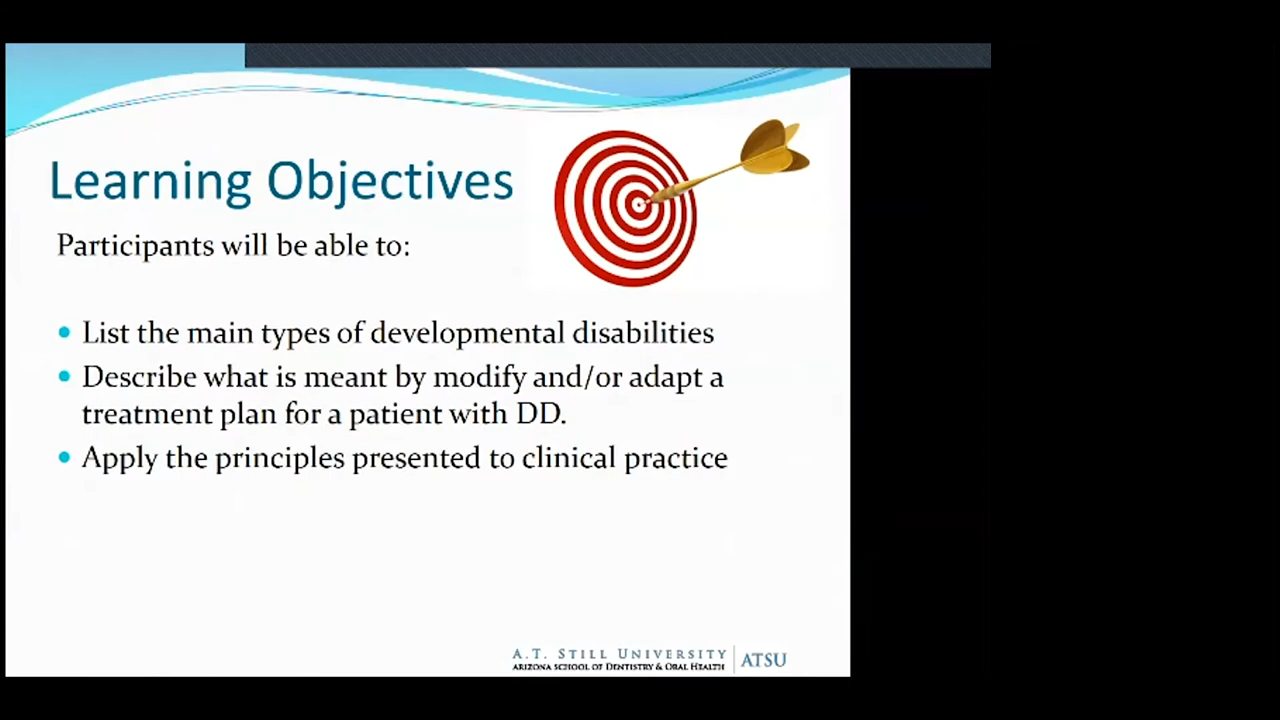 Learning Objectives
Participants will be able to:
• List the main types of developmental disabilities
• Describe what is meant by modify and/or adapt a
treatment plan for a patient with DD.
• Apply the principles presented to clinical practice
A.T. STILL UNIVERSITY
ARIZONA SCHOOL OF DENTISTRY & ORAL HEALTH
ATSU